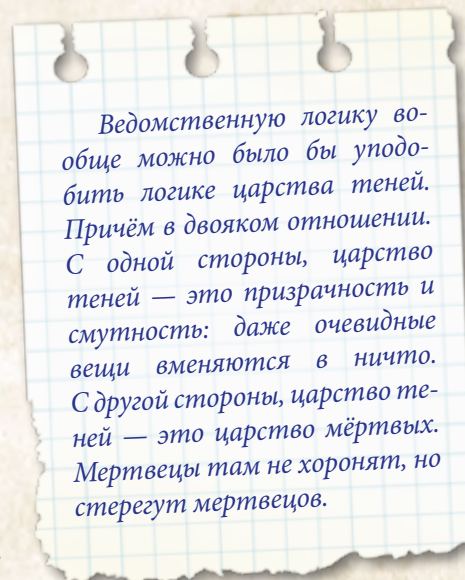 Ведомственную логику во-
обще можно было бы уподо-
бить логике царства теней.
Причём в двояком отношении.
С одной стороны, царство
теней — это призрачность и
смутность: даже очевидные
вещи вменяются в ничто.
С другой стороны, царство те-
ней — это царство мёртвых.
Мертвецы там не хоронят, но
стерегут мертвецов.